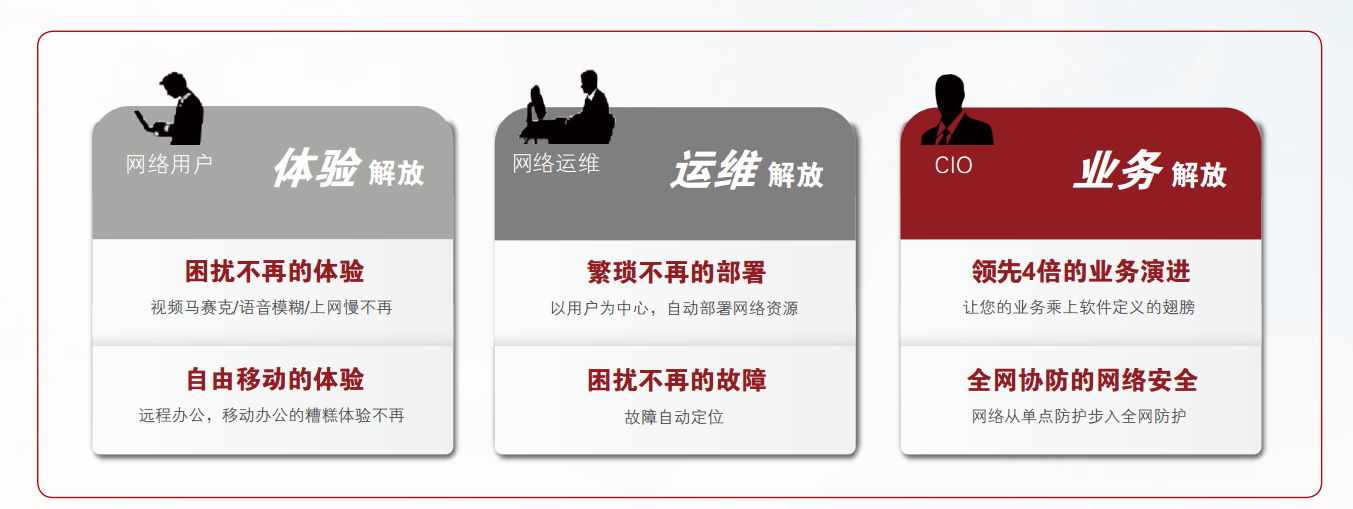 网络用户
体验 解放
困扰不再的体验
视频马赛克/语音模糊/上网慢不再
自由移动的体验
远程办公，移动办公的糟糕体验不再
网络运维
运维 解放
繁琐不再的部署
以用户为中心，自动部署网络资源
困扰不再的故障
故障自动定位
CIO
业务 解放
领先4倍的业务演进
让您的业务乘上软件定义的翅膀
全网协防的网络安全
网络从单点防护步入全网防护